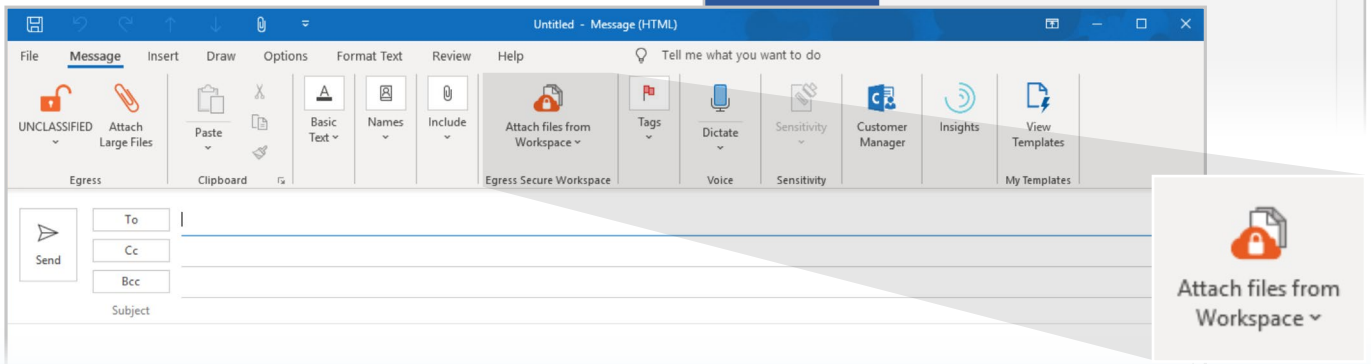 Untitled - Message (HTML)
File Message Insert Draw Options Format Text Review Help Tell me what you want to do
UNCLASSIFIED
Attach
Large Files
Egress
Paste
Clipboard
Basic
Text
Names
Include
Attach files from
Workspace
Egress Secure Workspace
Tags
Dictate
Voice
Sensitivity
Sensitivity
Customer
Manager
Insights
View
Templates
My Templates
Send
To
Cc
Bcc
Subject
Attach files from
Workspace